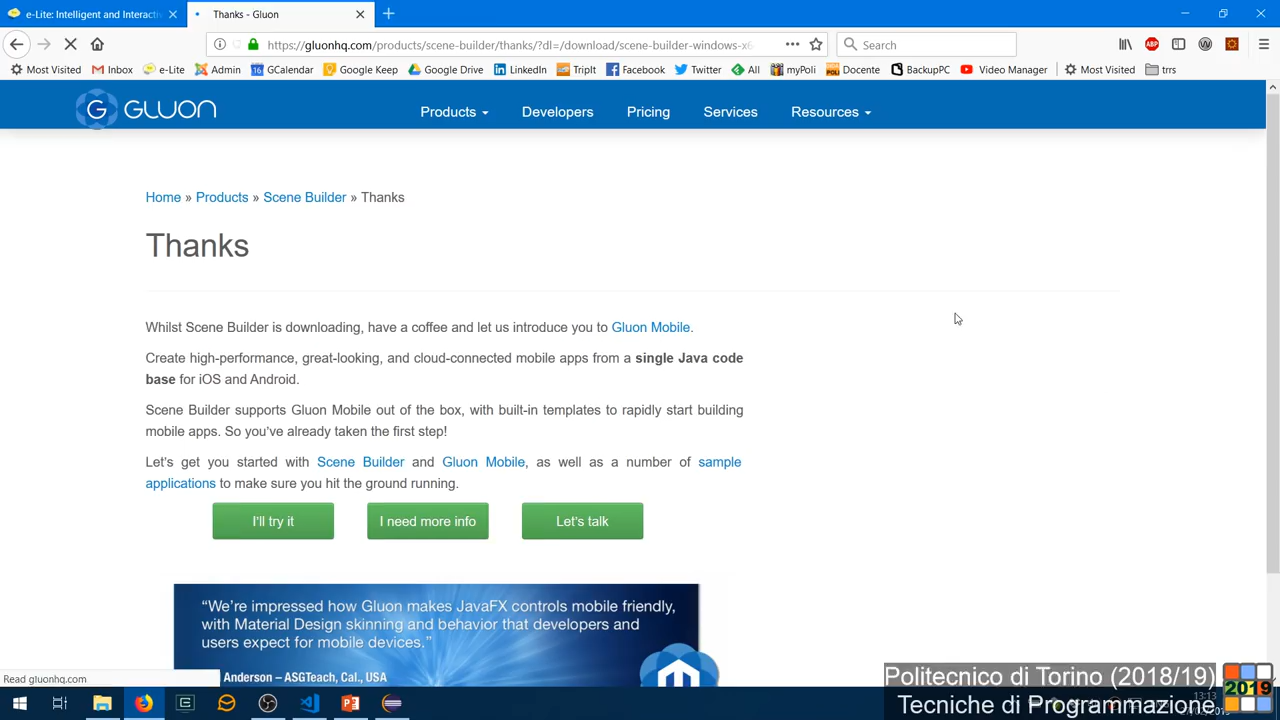 e-Lite: Intelligent and Interacti
Thanks - Gluon
https://gluonhq.com/products/scene-builder/thanks/?dl=/download/scene-builder-windows-x6
Search
Most Visited Inbox e-Lite Admin GCalendar Google Keep Google Drive LinkedIn TripIt Facebook Twitter All myPoli Docente BackupPC Video Manager Most Visited trrs
GLUON
Products Developers Pricing Services Resources
Home » Products » Scene Builder » Thanks
Thanks
Whilst Scene Builder is downloading, have a coffee and let us introduce you to Gluon Mobile.
Create high-performance, great-looking, and cloud-connected mobile apps from a single Java code
base for iOS and Android.
Scene Builder supports Gluon Mobile out of the box, with built-in templates to rapidly start building
mobile apps. So you've already taken the first step!
Let's get you started with Scene Builder and Gluon Mobile, as well as a number of sample
applications to make sure you hit the ground running.
I'll try it I need more info Let's talk
“We're impressed how Gluon makes JavaFX controls mobile friendly,
with Material Design skinning and behavior that developers and
users expect for mobile devices.”
Anderson – ASGTeach, Cal., USA
Read gluonhq.com
Politecnico di Torino (2018/19)
Tecniche di Programmazione
2019
13:13